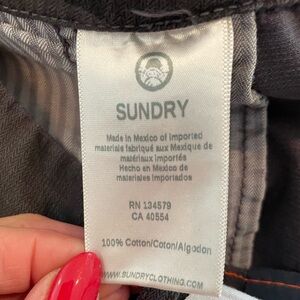 SUNDRY
Made in Mexico of Imported
materials fabriqué aux Mexique de
matériaux importés
Hecho en Mexico de
materiales importados
RN 134579
CA 40554
100% Cotton/Coton/Algodon
WWW.SUNDRYCLOTHING.COM